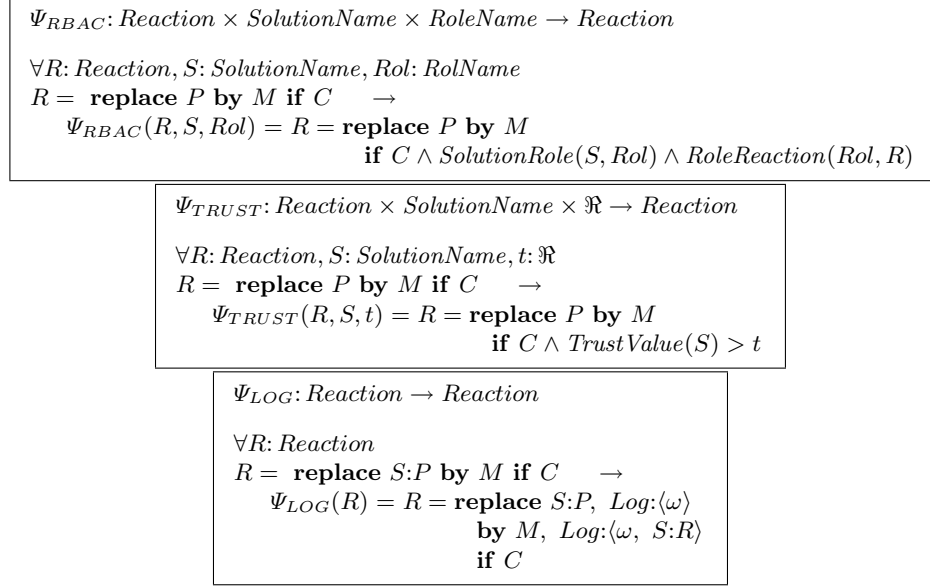 Ψ_RBAC: Reaction × SolutionName × RoleName → Reaction
∀R: Reaction, S: SolutionName, Rol: RolName
R = replace P by M if C →
Ψ_RBAC(R, S, Rol) = R = replace P by M
if C ∧ SolutionRole(S, Rol) ∧ RoleReaction(Rol, R)
Ψ_TRUST: Reaction × SolutionName × ℜ → Reaction
∀R: Reaction, S: SolutionName, t: ℜ
R = replace P by M if C →
Ψ_TRUST(R, S, t) = R = replace P by M
if C ∧ TrustValue(S) > t
Ψ_LOG: Reaction → Reaction
∀R: Reaction
R = replace S:P by M if C →
Ψ_LOG(R) = R = replace S:P, Log:⟨ω⟩
by M, Log:⟨ω, S:R⟩
if C